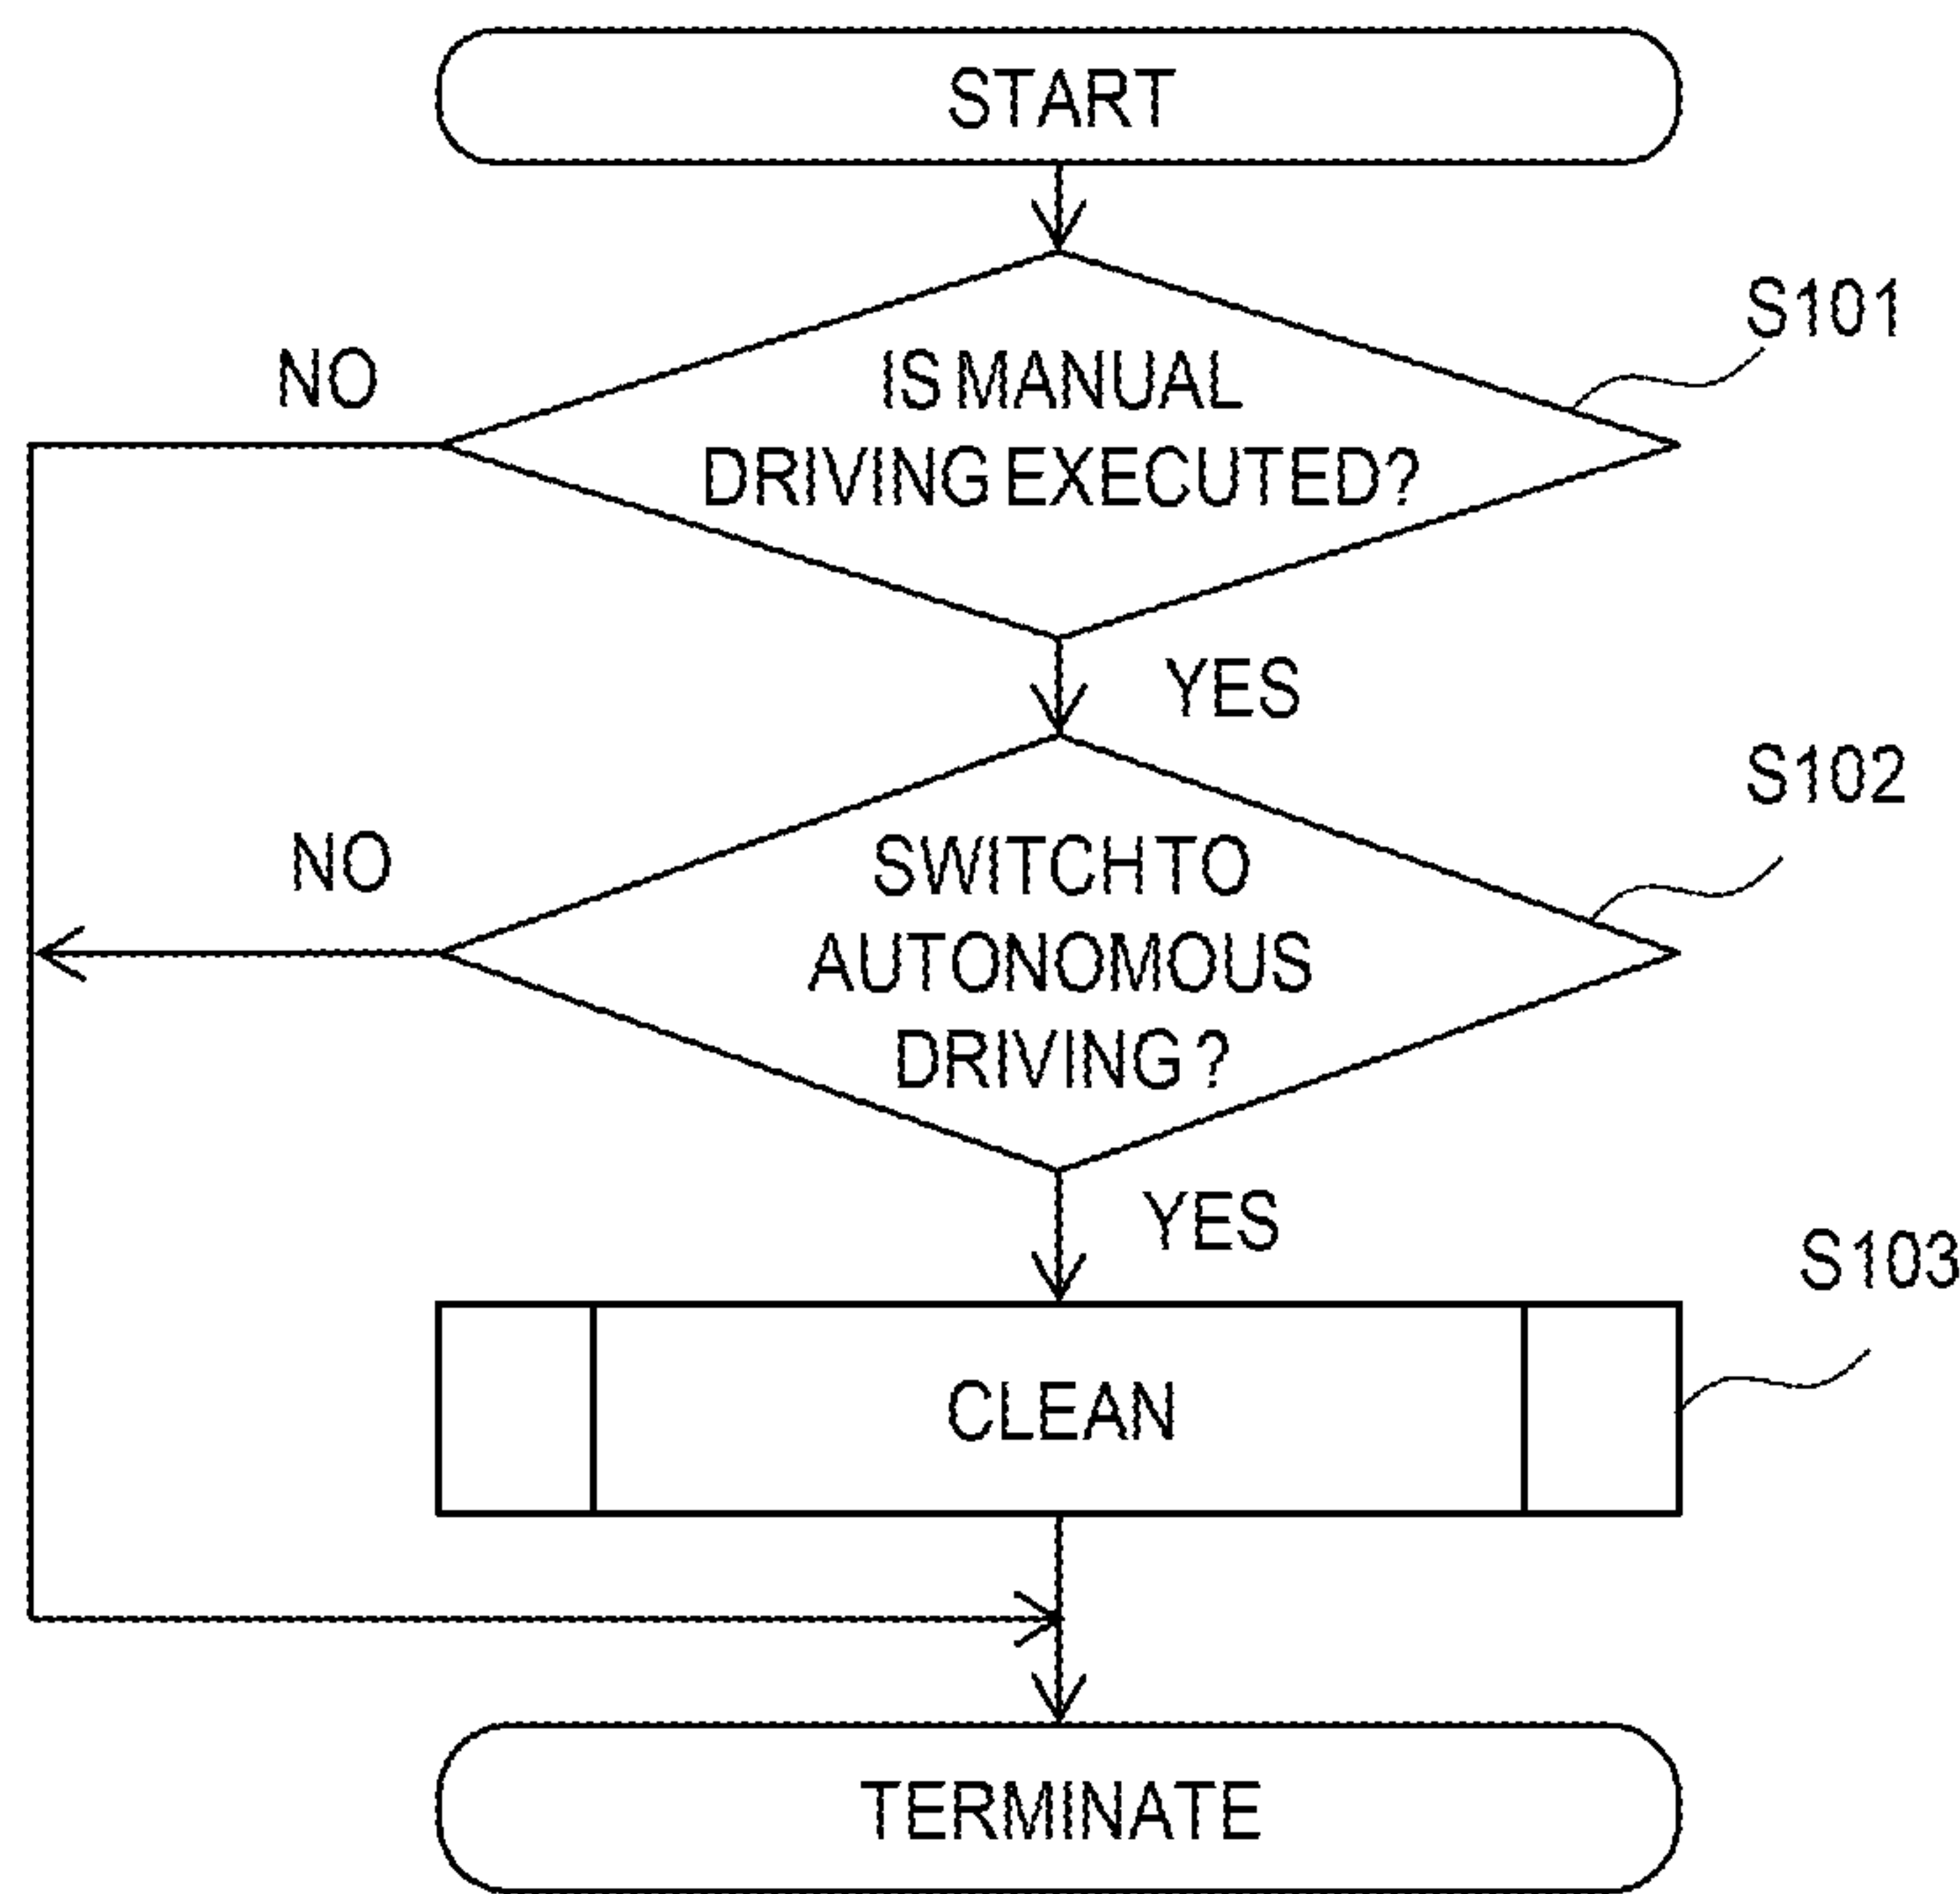 START
S101
NO
IS MANUAL
DRIVING EXECUTED?
YES
S102
NO
SWITCH TO
AUTONOMOUS
DRIVING ?
YES
S103
CLEAN
TERMINATE